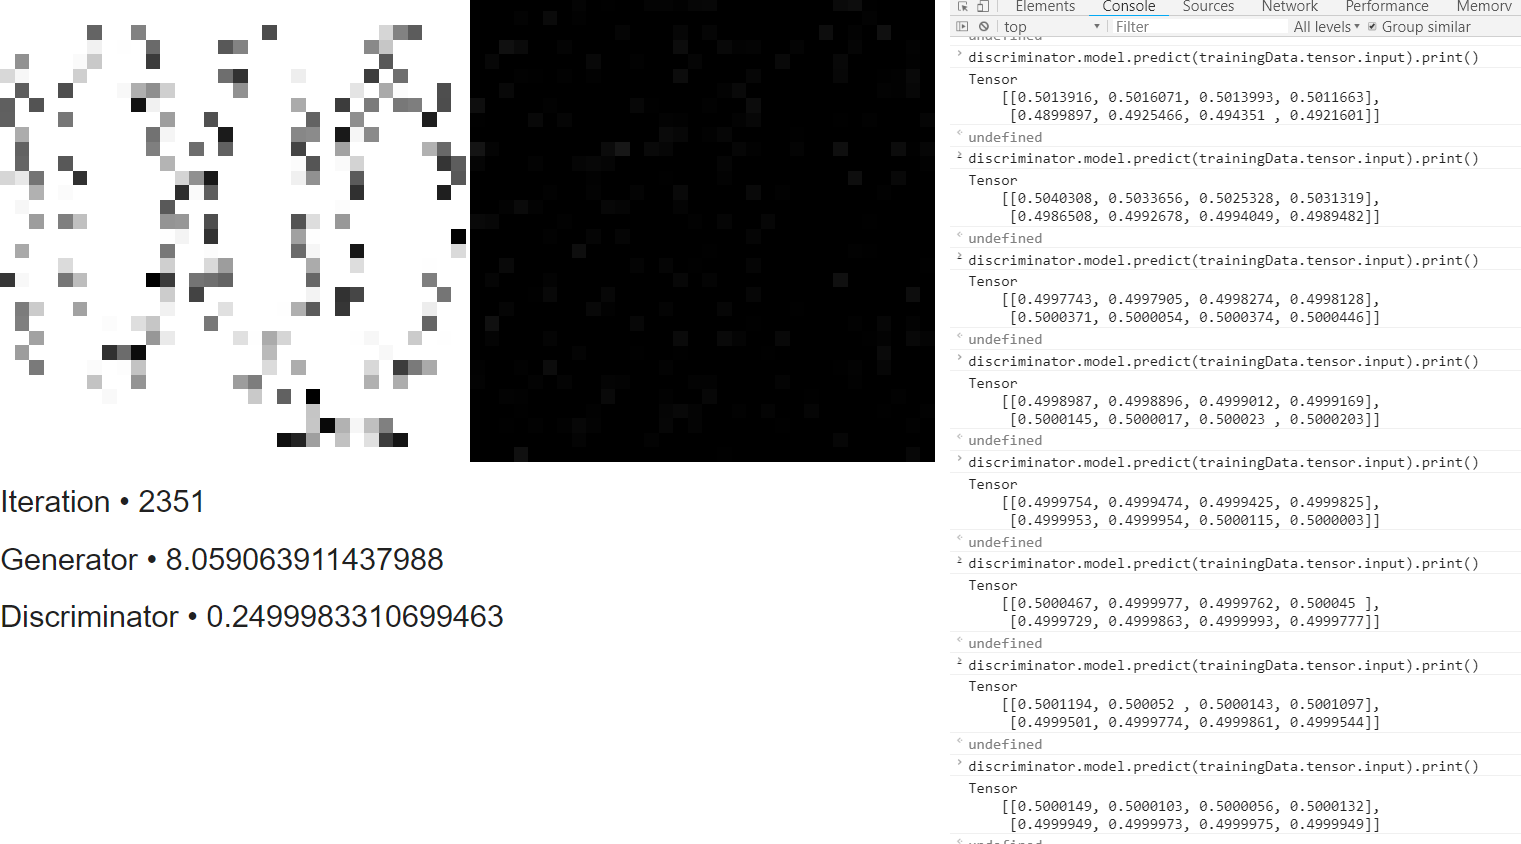 Iteration • 2351
Generator • 8.059063911437988
Discriminator • 0.2499983310699463
Elements Console Sources Network Performance Memory
top Filter All levels Group similar
undefined
discriminator.model.predict(trainingData.tensor.input).print()
Tensor
[[0.5013916, 0.5016071, 0.5013993, 0.5011663],
[0.4899897, 0.4925466, 0.494351 , 0.4921601]]
undefined
discriminator.model.predict(trainingData.tensor.input).print()
Tensor
[[0.5040308, 0.5033656, 0.5025328, 0.5031319],
[0.4986508, 0.4992678, 0.4994049, 0.4989482]]
undefined
discriminator.model.predict(trainingData.tensor.input).print()
Tensor
[[0.4997743, 0.4997905, 0.4998274, 0.4998128],
[0.5000371, 0.5000054, 0.5000374, 0.5000446]]
undefined
discriminator.model.predict(trainingData.tensor.input).print()
Tensor
[[0.4998987, 0.4998896, 0.4999012, 0.4999169],
[0.5000145, 0.5000017, 0.500023 , 0.5000203]]
undefined
discriminator.model.predict(trainingData.tensor.input).print()
Tensor
[[0.4999754, 0.4999474, 0.4999425, 0.4999825],
[0.4999953, 0.4999954, 0.5000115, 0.5000003]]
undefined
discriminator.model.predict(trainingData.tensor.input).print()
Tensor
[[0.5000467, 0.4999977, 0.4999762, 0.500045 ],
[0.4999729, 0.4999863, 0.4999993, 0.4999777]]
undefined
discriminator.model.predict(trainingData.tensor.input).print()
Tensor
[[0.5001194, 0.500052 , 0.5000143, 0.5001097],
[0.4999501, 0.4999774, 0.4999861, 0.4999544]]
undefined
discriminator.model.predict(trainingData.tensor.input).print()
Tensor
[[0.5000149, 0.5000103, 0.5000056, 0.5000132],
[0.4999949, 0.4999973, 0.4999975, 0.4999949]]
undefined